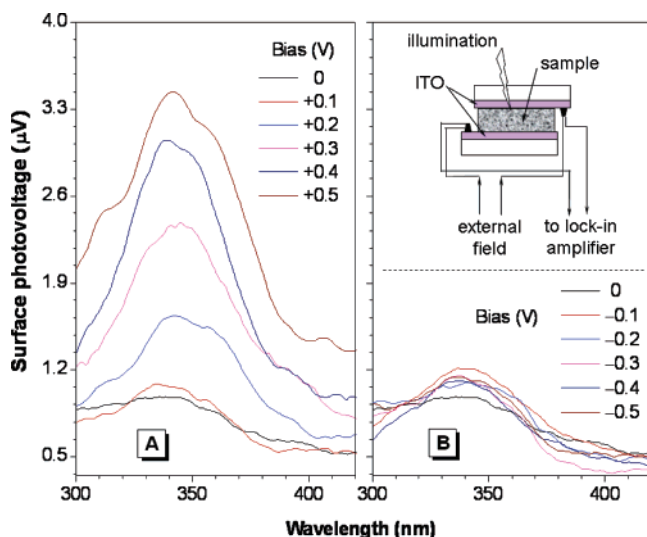 Surface photovoltage (μV)
4.0
3.3
2.6
1.9
1.2
0.5
Bias (V)
0
+0.1
+0.2
+0.3
+0.4
+0.5
A
300
350
400
illumination
sample
ITO
external
field
to lock-in
amplifier
Bias (V)
0
–0.1
–0.2
–0.3
–0.4
–0.5
B
300
350
400
Wavelength (nm)